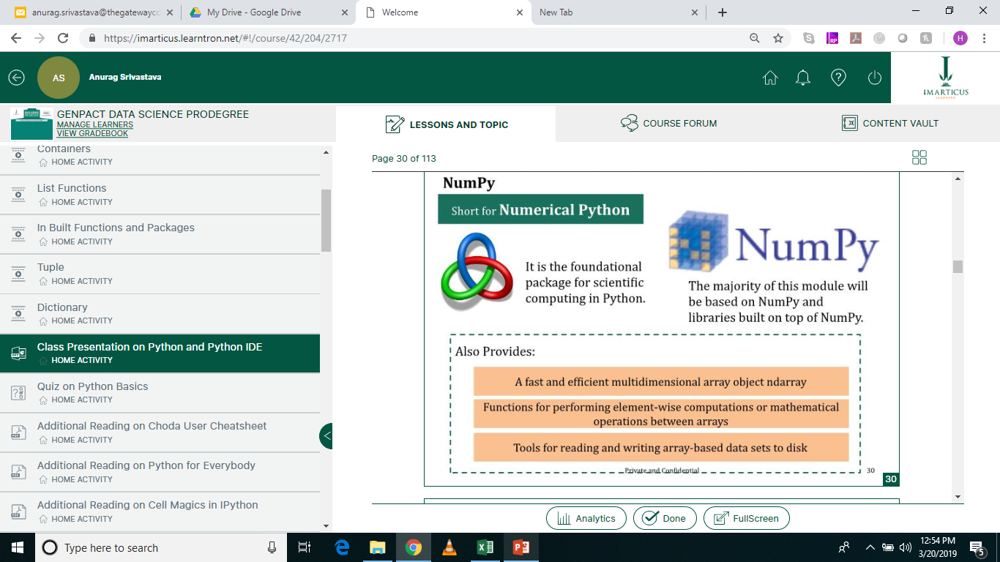 anurag.srivastava@thegatewayco
My Drive - Google Drive
Welcome
New Tab
https://imarticus.learntron.net/#!/course/42/204/2717
RP
H
AS
Anurag Srivastava
IMARTICUS
LEARNING
GENPACT DATA SCIENCE PRODEGREE
MANAGE LEARNERS
VIEW GRADEBOOK
LESSONS AND TOPIC
COURSE FORUM
CONTENT VAULT
Containers
HOME ACTIVITY
List Functions
HOME ACTIVITY
In Built Functions and Packages
HOME ACTIVITY
Tuple
HOME ACTIVITY
Dictionary
HOME ACTIVITY
Class Presentation on Python and Python IDE
HOME ACTIVITY
Quiz on Python Basics
HOME ACTIVITY
Additional Reading on Choda User Cheatsheet
HOME ACTIVITY
Additional Reading on Python for Everybody
HOME ACTIVITY
Additional Reading on Cell Magics in IPython
HOME ACTIVITY
Page 30 of 113
NumPy
Short for Numerical Python
It is the foundational
package for scientific
computing in Python.
NumPy
The majority of this module will
be based on NumPy and
libraries built on top of NumPy.
Also Provides:
A fast and efficient multidimensional array object ndarray
Functions for performing element-wise computations or mathematical
operations between arrays
Tools for reading and writing array-based data sets to disk
Private and Confidential
30
30
Analytics
Done
FullScreen
Type here to search
12:54 PM
3/20/2019
5